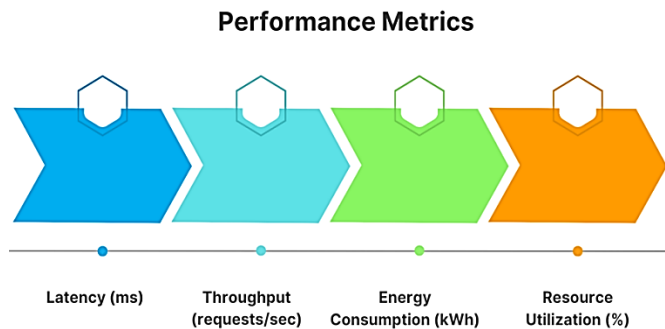 Performance Metrics
Latency (ms)
Throughput
(requests/sec)
Energy
Consumption (kWh)
Resource
Utilization (%)